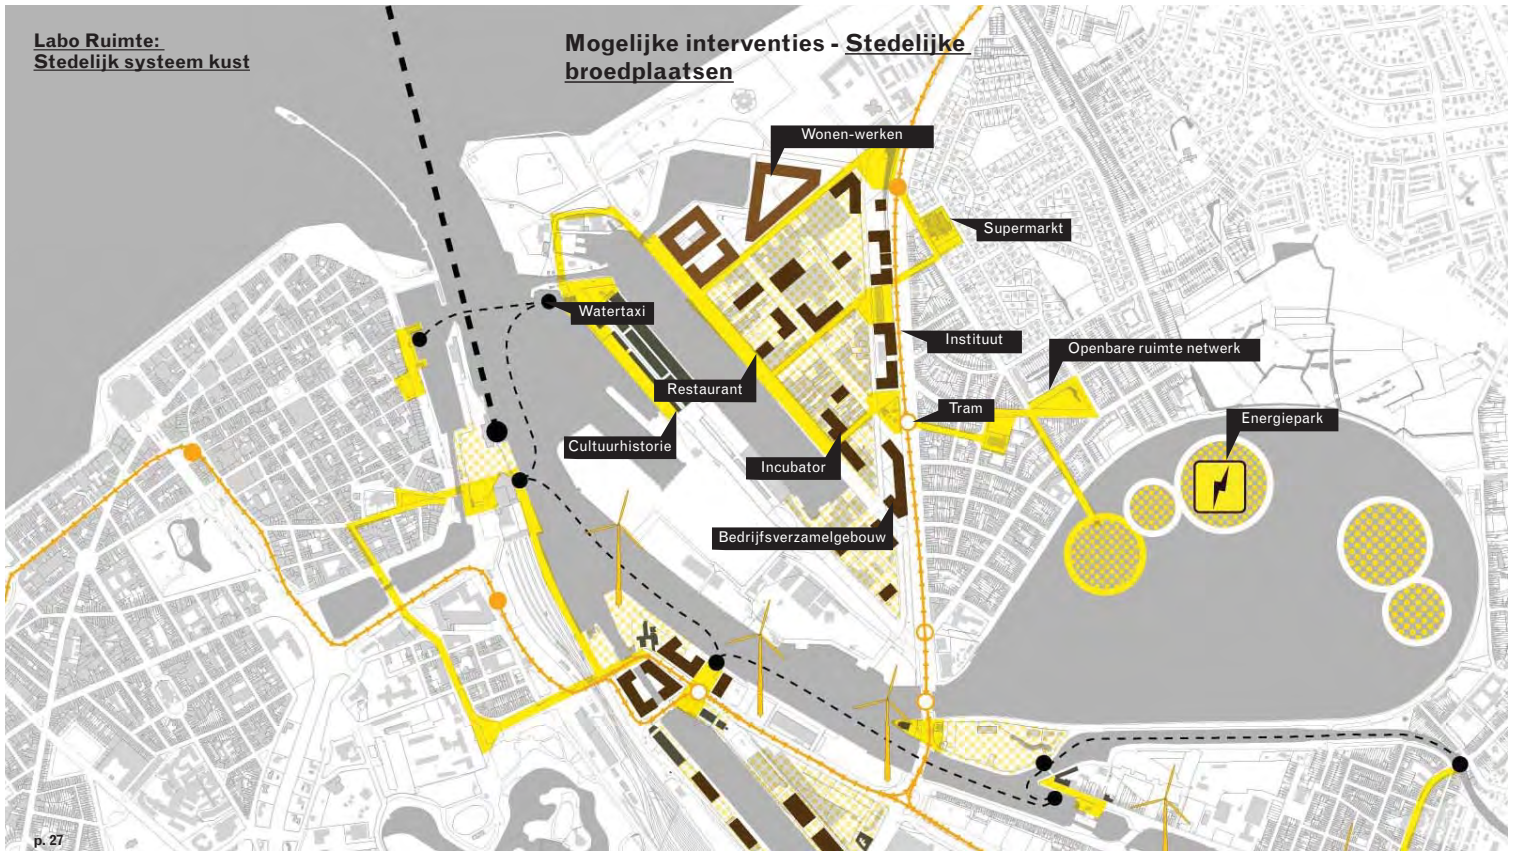 Labo Ruimte:
Stedelijk systeem kust
Mogelijke interventies - Stedelijke
broedplaatsen
Wonen-werken
Supermarkt
Watertaxi
Instituut
Openbare ruimte netwerk
Restaurant
Tram
Energiepark
Cultuurhistorie
Incubator
Bedrijfsverzamelgebouw
p. 27